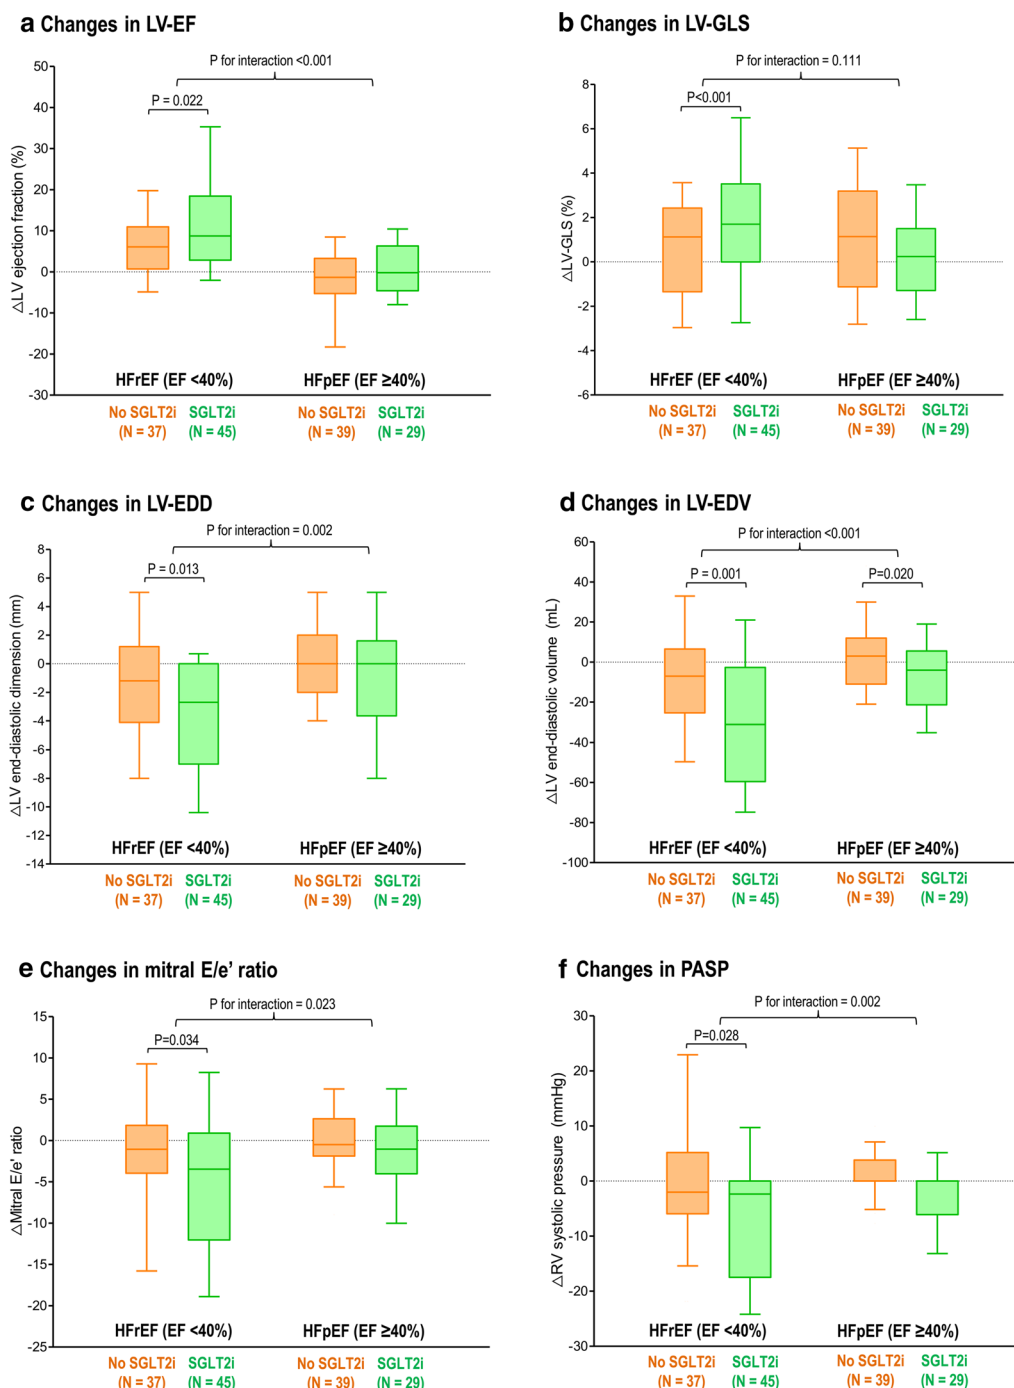 a Changes in LV-EF
P for interaction <0.001
P = 0.022
△LV ejection fraction (%)
50
40
30
20
10
0
-10
-20
-30
HFrEF (EF <40%) HFpEF (EF ≥40%)
No SGLT2i SGLT2i No SGLT2i SGLT2i
(N = 37) (N = 45) (N = 39) (N = 29)
b Changes in LV-GLS
P for interaction = 0.111
P<0.001
△LV-GLS (%)
8
6
4
2
0
-2
-4
-6
HFrEF (EF <40%) HFpEF (EF ≥40%)
No SGLT2i SGLT2i No SGLT2i SGLT2i
(N = 37) (N = 45) (N = 39) (N = 29)
c Changes in LV-EDD
P for interaction = 0.002
P = 0.013
△LV end-diastolic dimension (mm)
8
6
4
2
0
-2
-4
-6
-8
-10
-12
-14
HFrEF (EF <40%) HFpEF (EF ≥40%)
No SGLT2i SGLT2i No SGLT2i SGLT2i
(N = 37) (N = 45) (N = 39) (N = 29)
d Changes in LV-EDV
P for interaction <0.001
P = 0.001 P=0.020
△LV end-diastolic volume (mL)
60
40
20
0
-20
-40
-60
-80
-100
HFrEF (EF <40%) HFpEF (EF ≥40%)
No SGLT2i SGLT2i No SGLT2i SGLT2i
(N = 37) (N = 45) (N = 39) (N = 29)
e Changes in mitral E/e’ ratio
P for interaction = 0.023
P=0.034
△Mitral E/e’ ratio
15
10
5
0
-5
-10
-15
-20
-25
HFrEF (EF <40%) HFpEF (EF ≥40%)
No SGLT2i SGLT2i No SGLT2i SGLT2i
(N = 37) (N = 45) (N = 39) (N = 29)
f Changes in PASP
P for interaction = 0.002
P=0.028
△RV systolic pressure (mmHg)
30
20
10
0
-10
-20
-30
HFrEF (EF <40%) HFpEF (EF ≥40%)
No SGLT2i SGLT2i No SGLT2i SGLT2i
(N = 37) (N = 45) (N = 39) (N = 29)